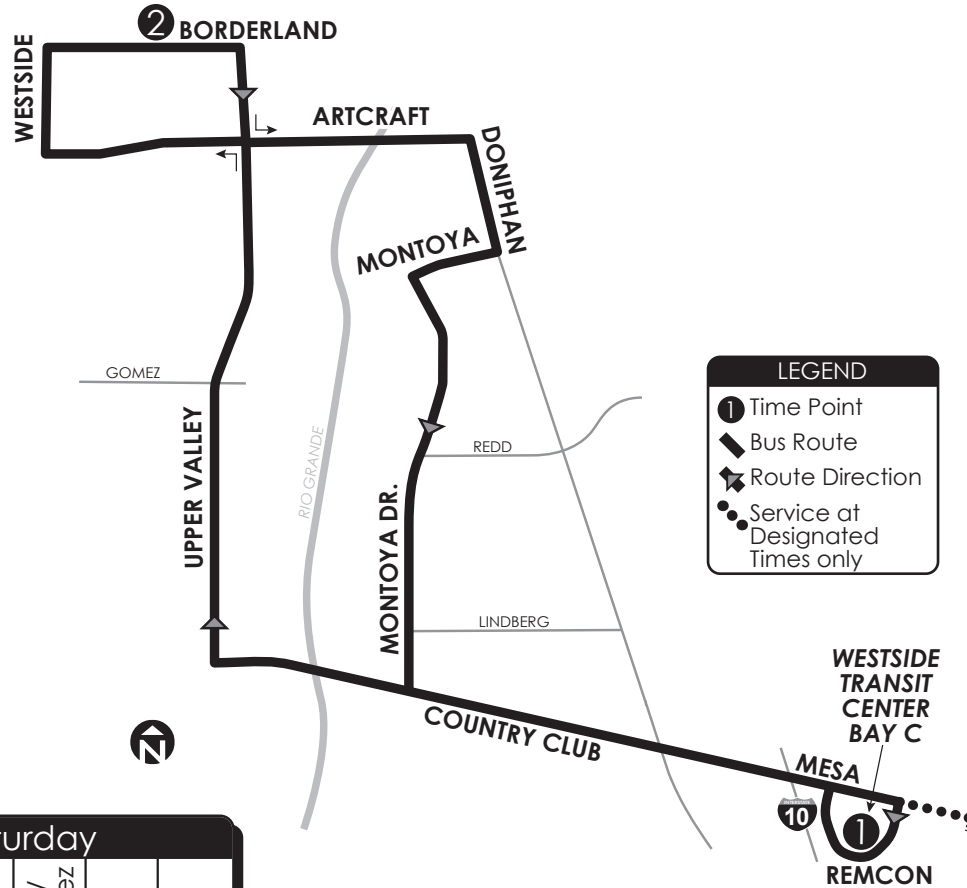 2 BORDERLAND
WESTSIDE
ARTCRAFT
DONIPHAN
MONTOYA
GOMEZ
UPPER VALLEY
RIO GRANDE
REDD
MONTOYA DR.
LINDBERG
COUNTRY CLUB
N
LEGEND
1 Time Point
Bus Route
Route Direction
Service at
Designated
Times only
WESTSIDE
TRANSIT
CENTER
BAY C
MESA
INTERSTATE
10
1
REMCON